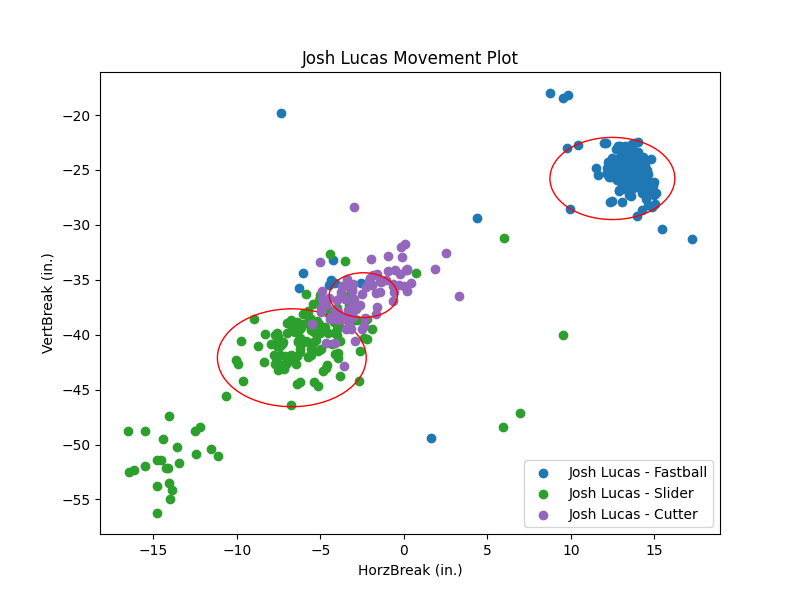 Josh Lucas Movement Plot
VertBreak (in.)
−20
−25
−30
−35
−40
−45
−50
−55
Josh Lucas - Fastball
Josh Lucas - Slider
Josh Lucas - Cutter
−15 −10 −5 0 5 10 15
HorzBreak (in.)